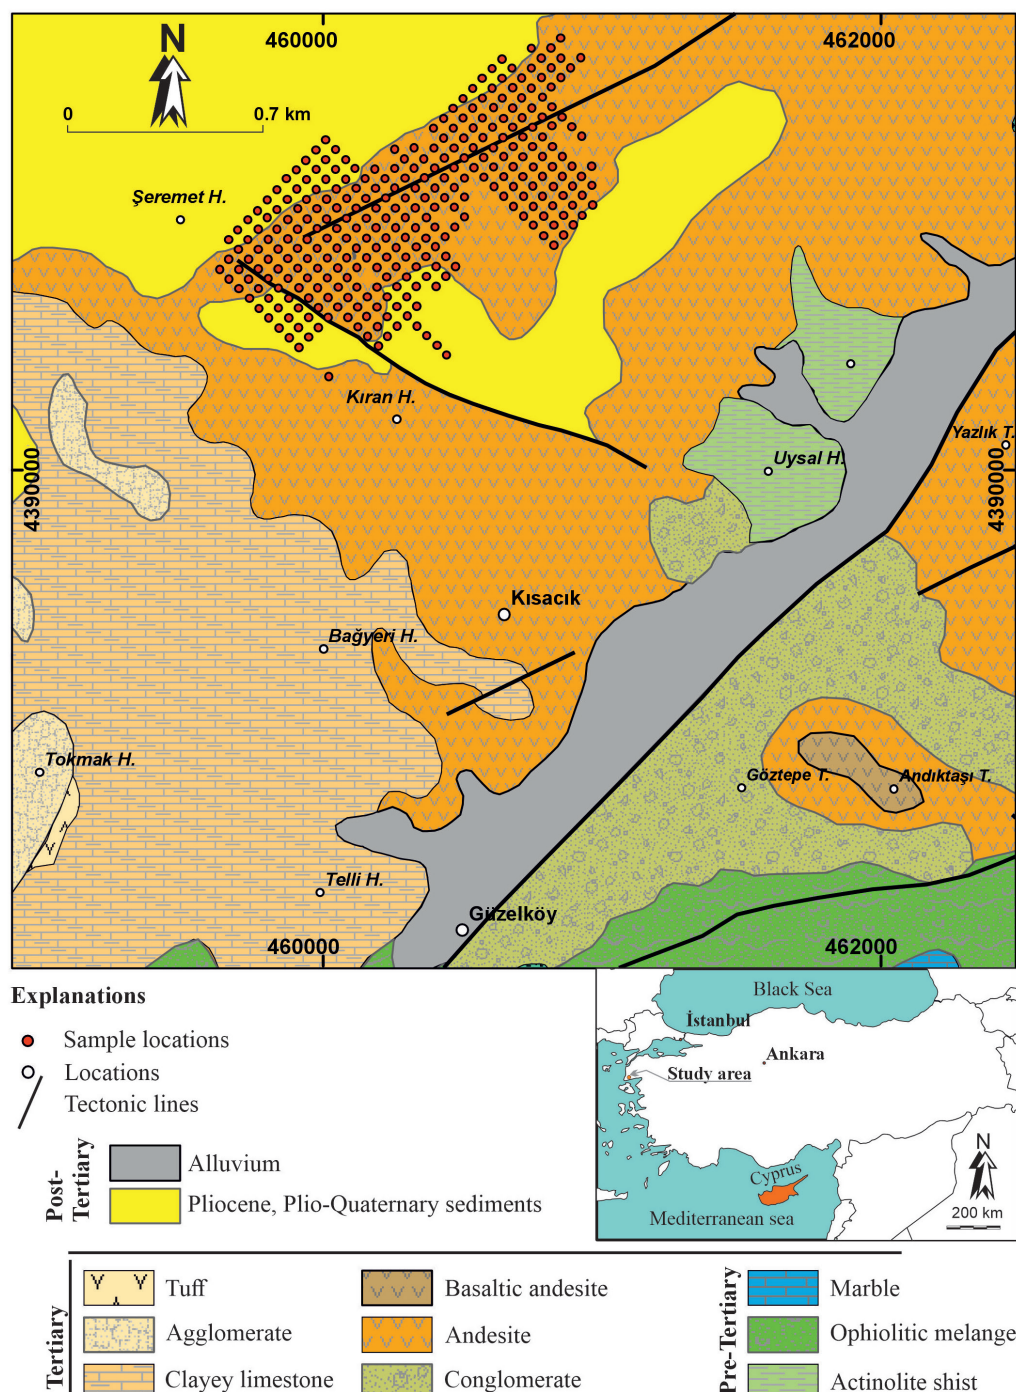 460000
462000
N
0
0.7 km
Şeremet H.
Kıran H.
Yazlık T.
Uysal H.
4390000
4390000
Kısacık
Bağyeri H.
Tokmak H.
Göztepe T.
Andıktaşı T.
Telli H.
Güzelköy
460000
462000
Explanations
Sample locations
Locations
Tectonic lines
Post-
Tertiary
Alluvium
Pliocene, Plio-Quaternary sediments
Black Sea
İstanbul
Ankara
Study area
Cyprus
Mediterranean sea
N
200 km
Tertiary
Tuff
Agglomerate
Clayey limestone
Basaltic andesite
Andesite
Conglomerate
Pre-Tertiary
Marble
Ophiolitic melange
Actinolite shist